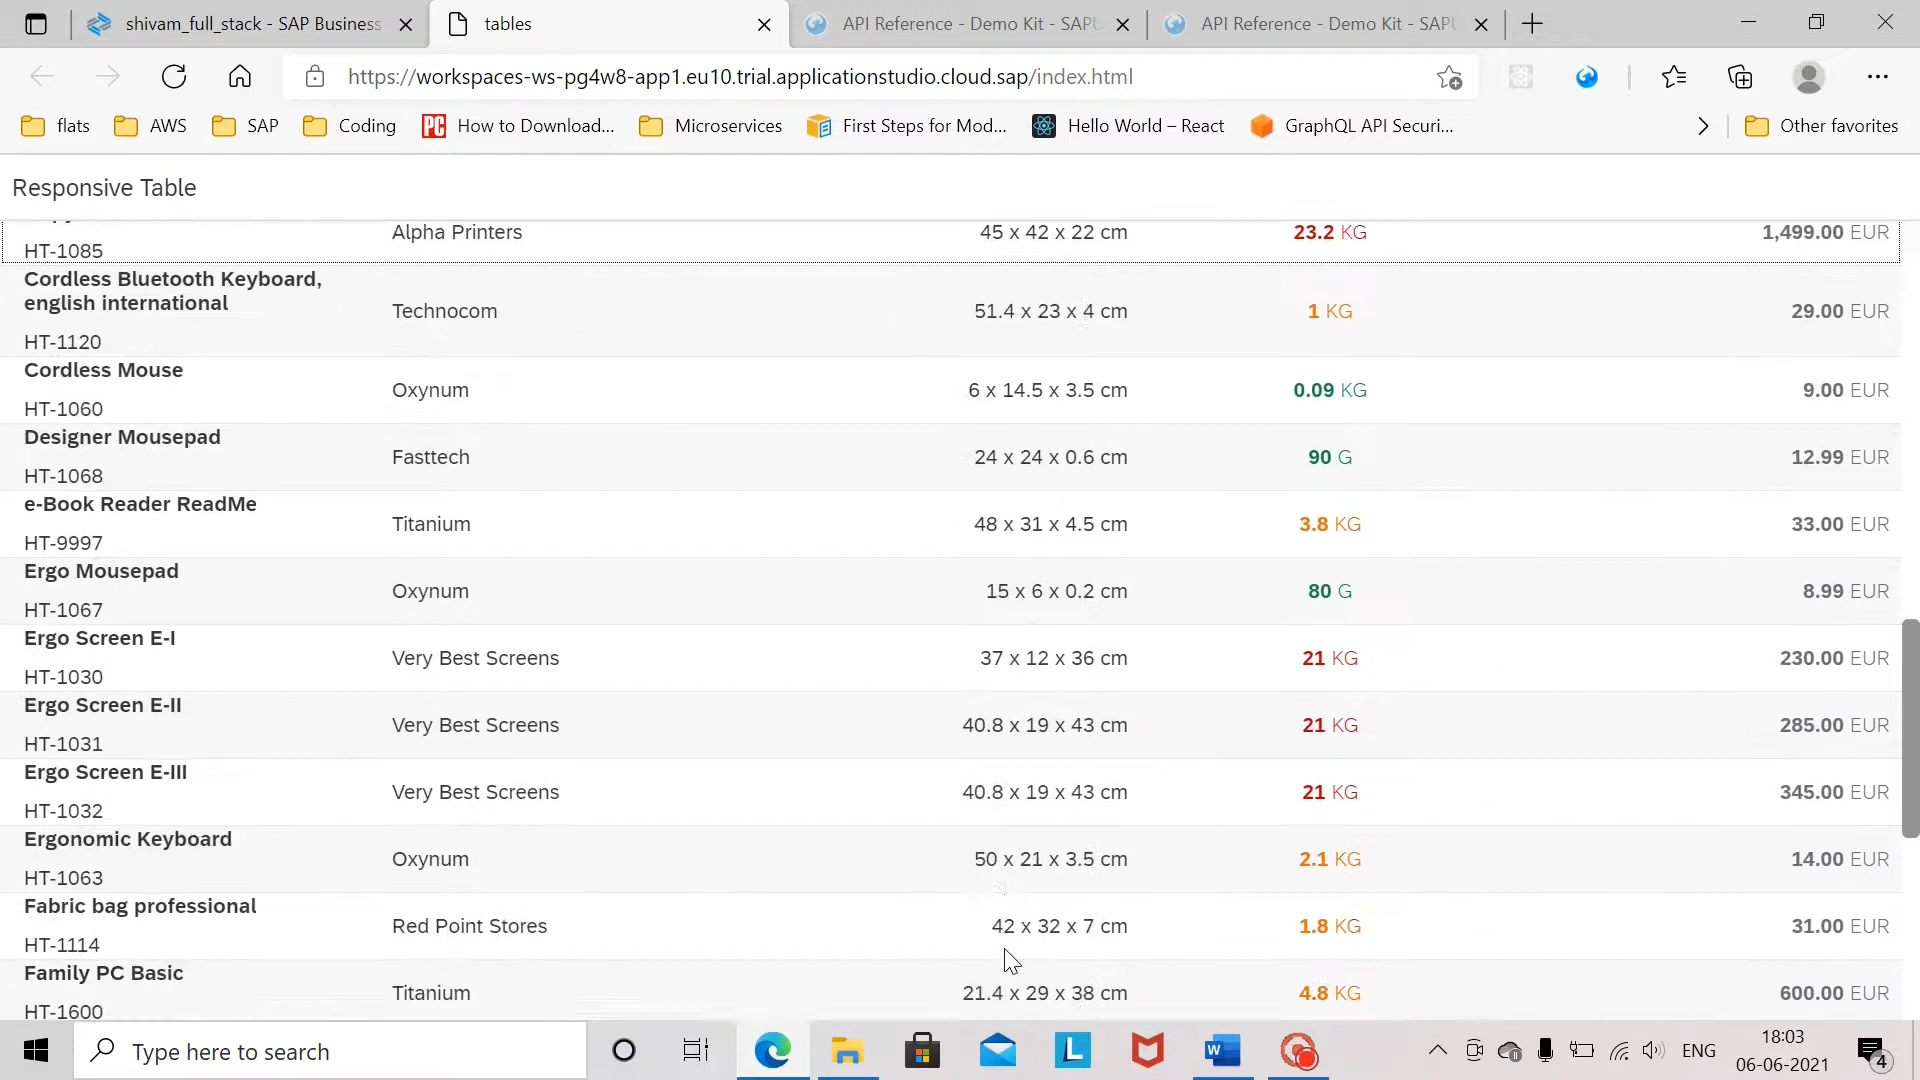 shivam_full_stack - SAP Business
tables
API Reference - Demo Kit - SAPU
API Reference - Demo Kit - SAPU
https://workspaces-ws-pg4w8-app1.eu10.trial.applicationstudio.cloud.sap/index.html
flats
AWS
SAP
Coding
How to Download...
Microservices
First Steps for Mod...
Hello World – React
GraphQL API Securi...
Other favorites
Responsive Table
HT-1085 Alpha Printers 45 x 42 x 22 cm 23.2 KG 1,499.00 EUR
Cordless Bluetooth Keyboard,
english international
HT-1120 Technocom 51.4 x 23 x 4 cm 1 KG 29.00 EUR
Cordless Mouse
HT-1060 Oxynum 6 x 14.5 x 3.5 cm 0.09 KG 9.00 EUR
Designer Mousepad
HT-1068 Fasttech 24 x 24 x 0.6 cm 90 G 12.99 EUR
e-Book Reader ReadMe
HT-9997 Titanium 48 x 31 x 4.5 cm 3.8 KG 33.00 EUR
Ergo Mousepad
HT-1067 Oxynum 15 x 6 x 0.2 cm 80 G 8.99 EUR
Ergo Screen E-I
HT-1030 Very Best Screens 37 x 12 x 36 cm 21 KG 230.00 EUR
Ergo Screen E-II
HT-1031 Very Best Screens 40.8 x 19 x 43 cm 21 KG 285.00 EUR
Ergo Screen E-III
HT-1032 Very Best Screens 40.8 x 19 x 43 cm 21 KG 345.00 EUR
Ergonomic Keyboard
HT-1063 Oxynum 50 x 21 x 3.5 cm 2.1 KG 14.00 EUR
Fabric bag professional
HT-1114 Red Point Stores 42 x 32 x 7 cm 1.8 KG 31.00 EUR
Family PC Basic
HT-1600 Titanium 21.4 x 29 x 38 cm 4.8 KG 600.00 EUR
Type here to search
ENG
18:03
06-06-2021
4